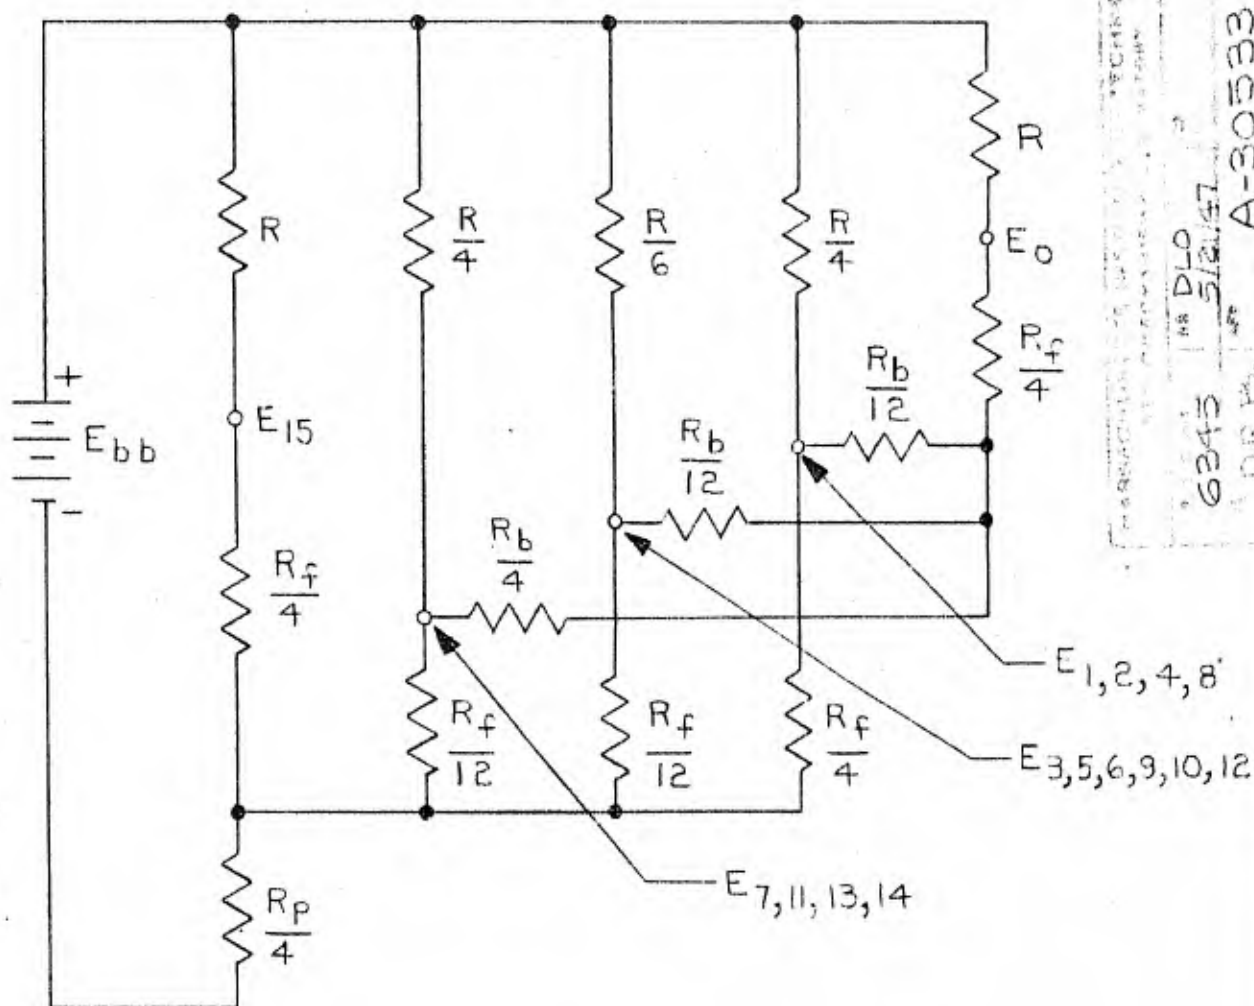 R
R/4
R/6
R/4
R
E0
Rf/4
Rb/12
Rb/12
Rb/4
+
Ebb
-
E15
Rf/4
Rf/12
Rf/12
Rf/4
Rp/4
E1,2,4,8
E3,5,6,9,10,12
E7,11,13,14
DLO
6345
A-30533